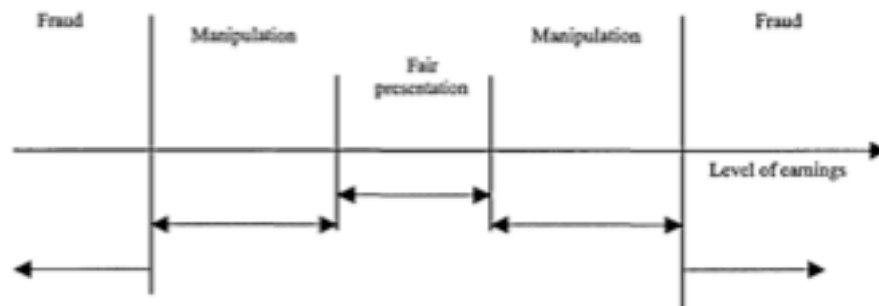 Fraud
Manipulation
Fair
presentation
Manipulation
Fraud
Level of earnings